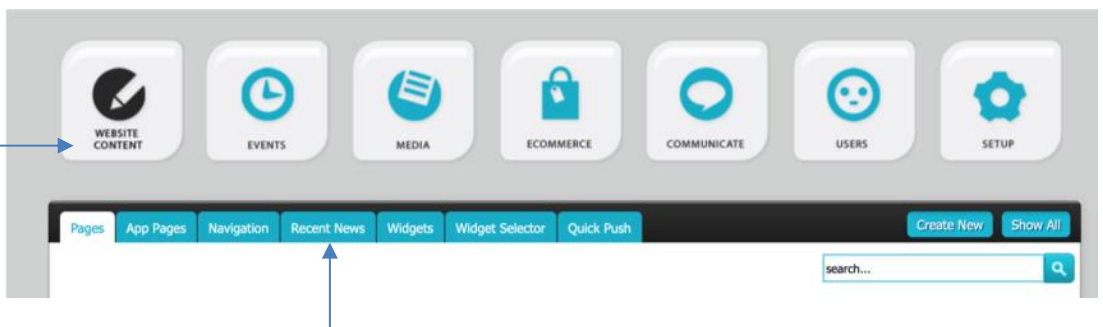 WEBSITE
CONTENT
EVENTS
MEDIA
ECOMMERCE
COMMUNICATE
USERS
SETUP
Pages App Pages Navigation Recent News Widgets Widget Selector Quick Push Create New Show All
search...